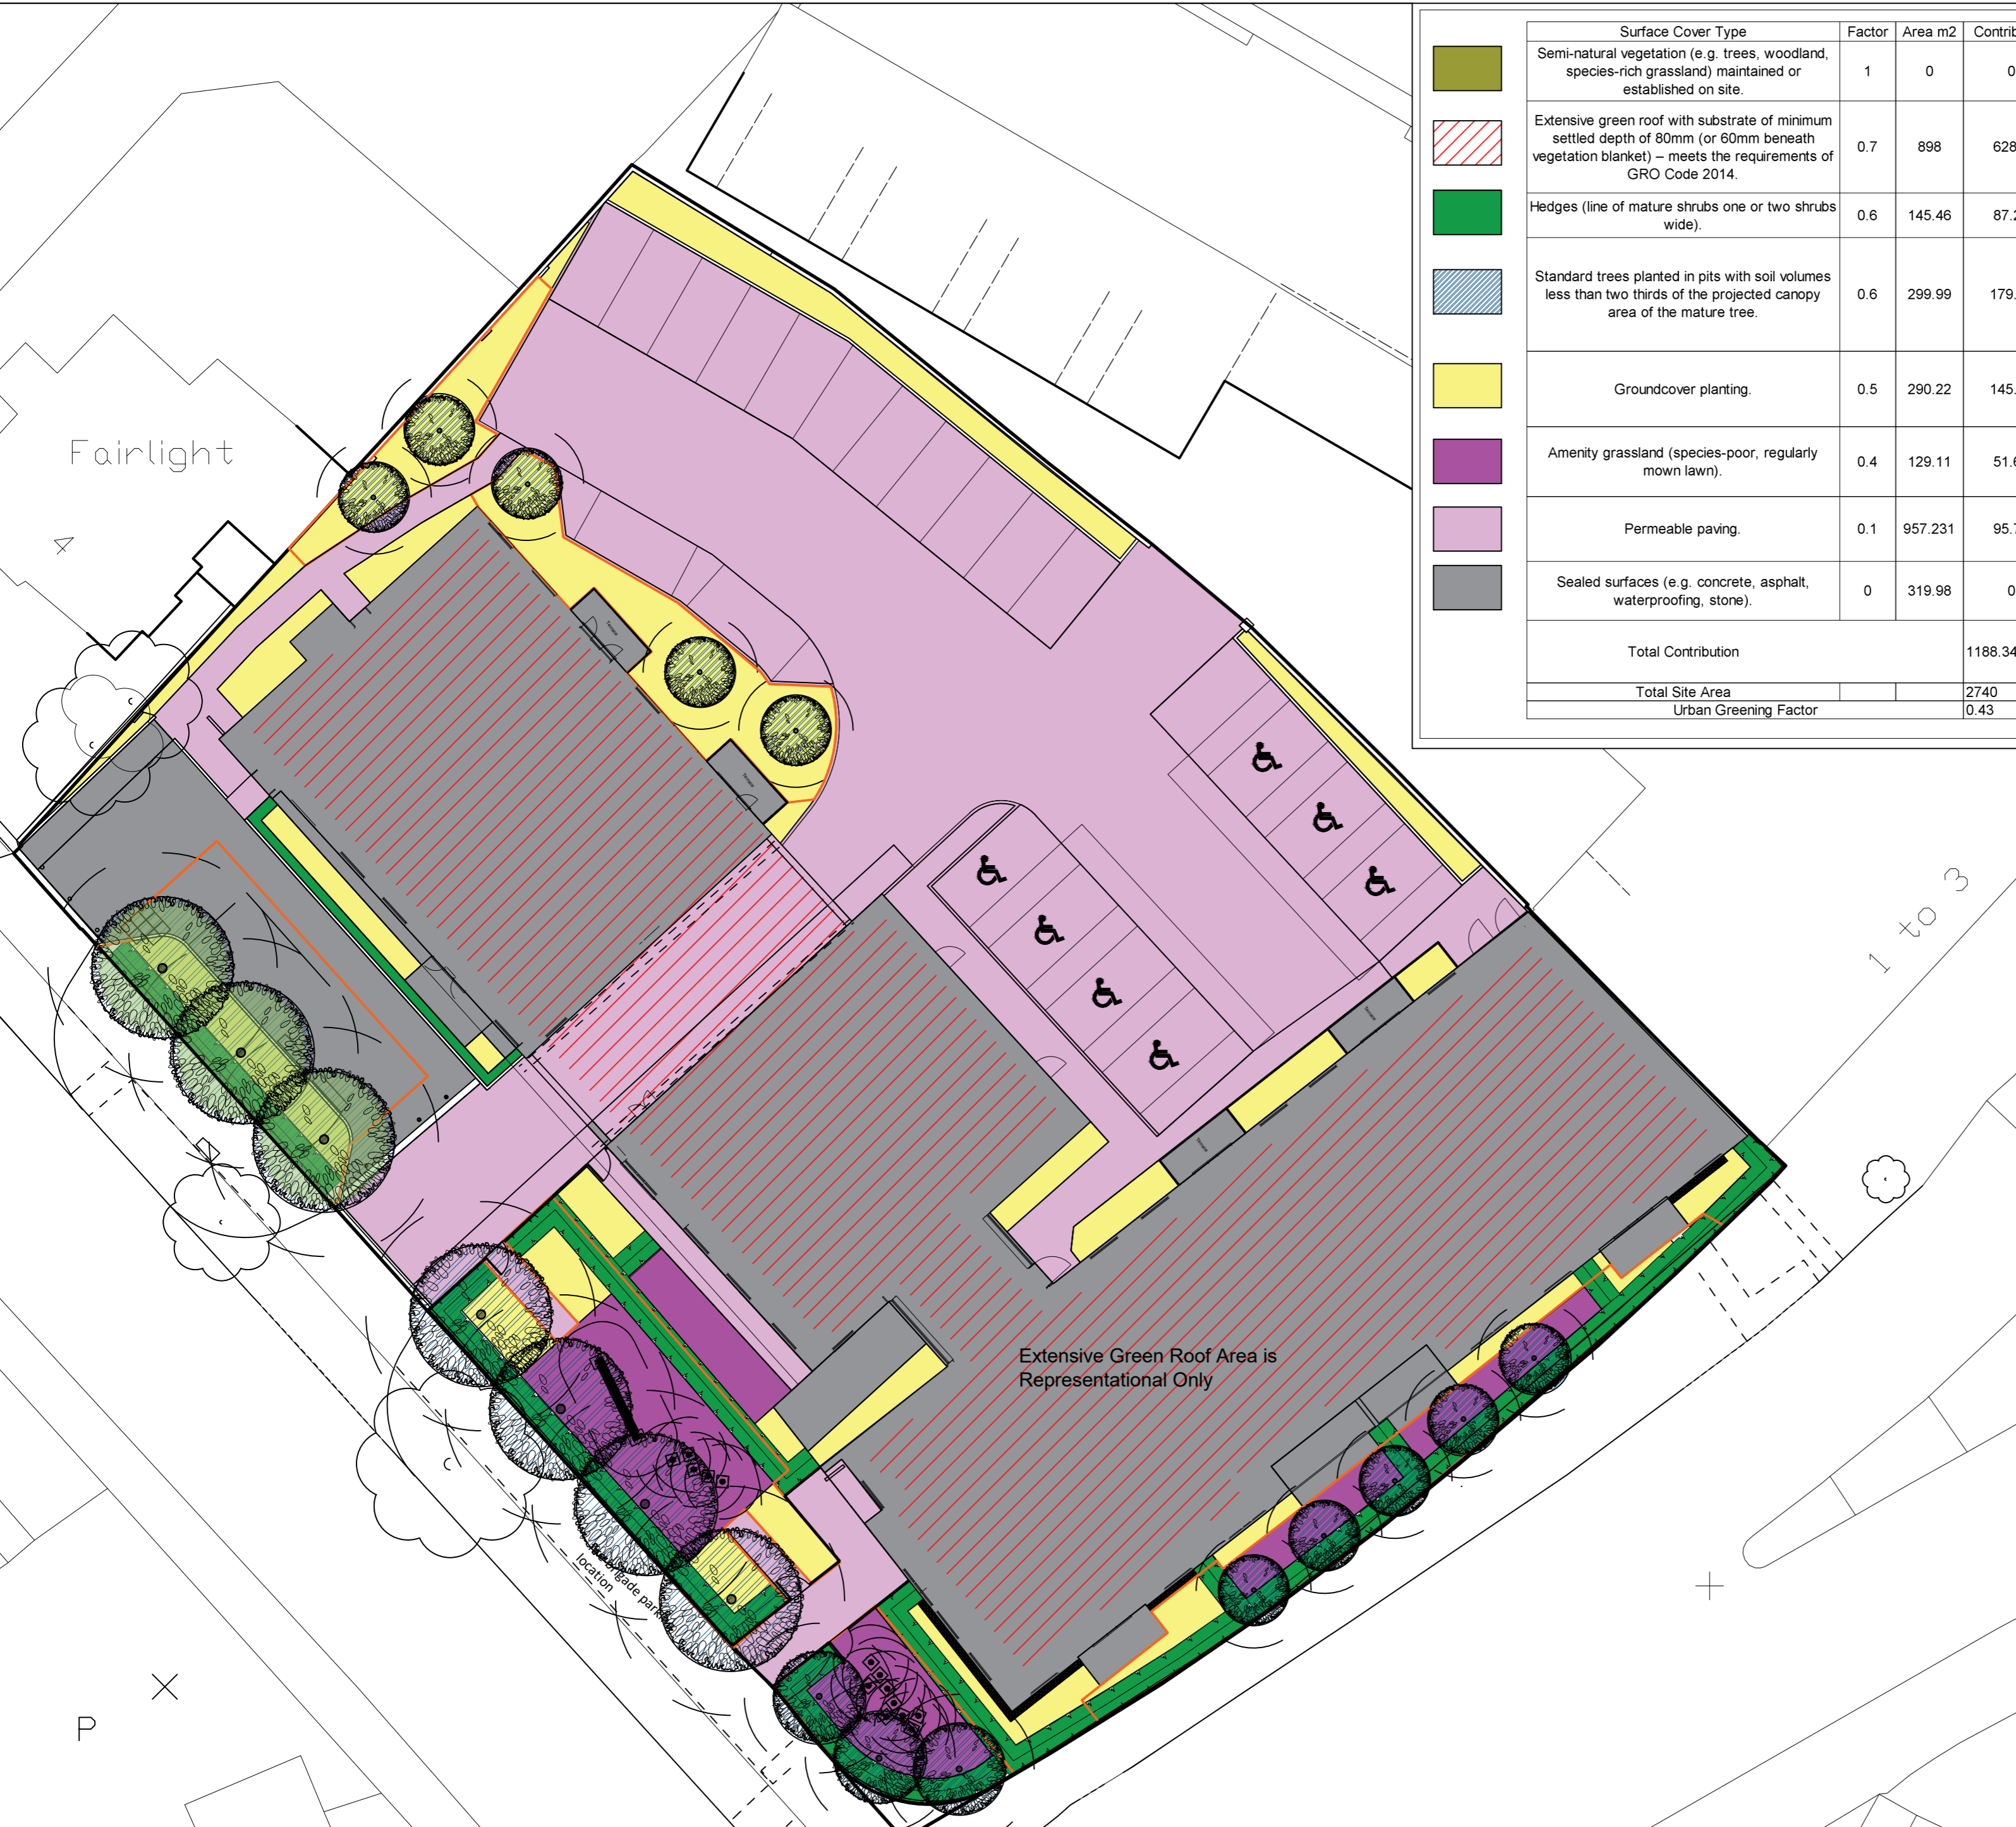 Surface Cover Type Factor Area m2 Contrib
Semi-natural vegetation (e.g. trees, woodland,
species-rich grassland) maintained or
established on site.
1 0 0
Extensive green roof with substrate of minimum
settled depth of 80mm (or 60mm beneath
vegetation blanket) – meets the requirements of
GRO Code 2014.
0.7 898 628
Hedges (line of mature shrubs one or two shrubs
wide).
0.6 145.46 87.2
Standard trees planted in pits with soil volumes
less than two thirds of the projected canopy
area of the mature tree.
0.6 299.99 179.
Groundcover planting. 0.5 290.22 145.
Amenity grassland (species-poor, regularly
mown lawn).
0.4 129.11 51.6
Permeable paving. 0.1 957.231 95.7
Sealed surfaces (e.g. concrete, asphalt,
waterproofing, stone).
0 319.98 0
Total Contribution 1188.34
Total Site Area 2740
Urban Greening Factor 0.43
Fairlight
4
Terrace
Terrace
1 to 3
Terrace
Terrace
Extensive Green Roof Area is
Representational Only
brigade park
location
P